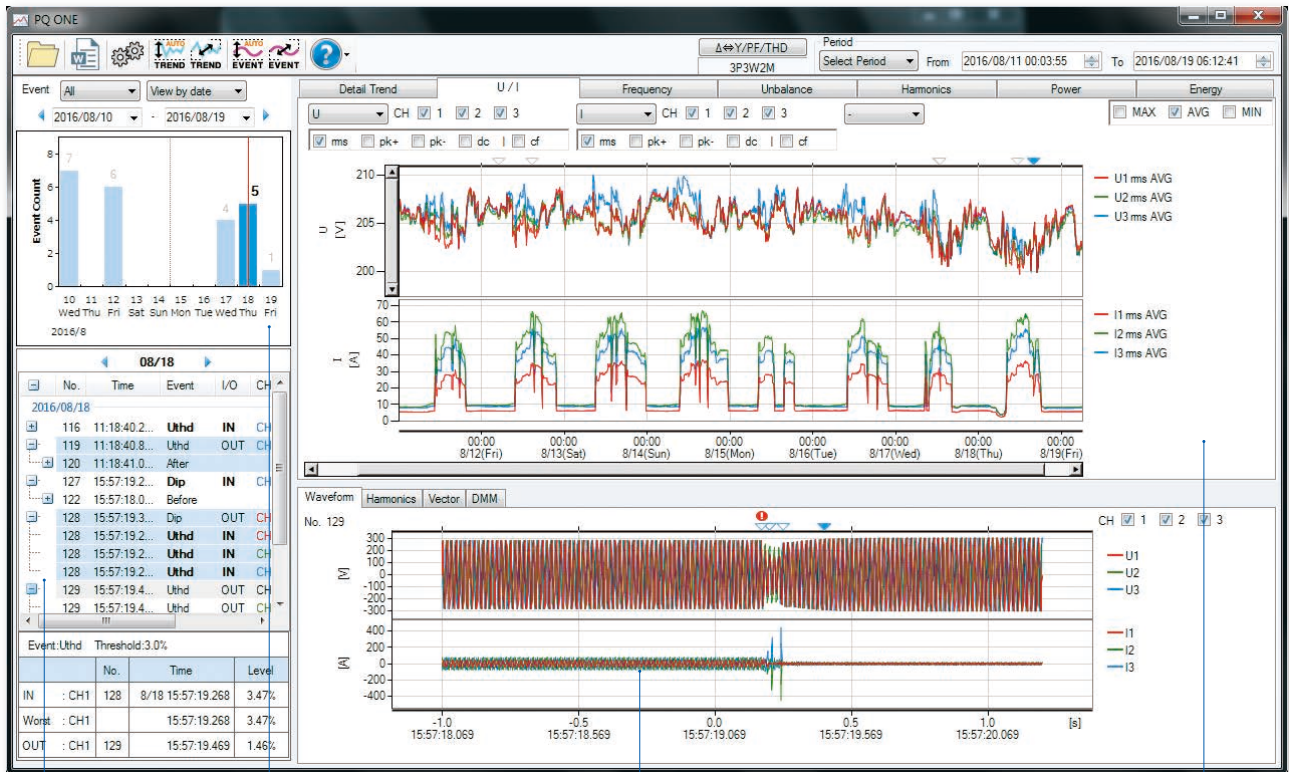 PQ ONE
AUTO AUTO
TREND TREND EVENT EVENT
Δ⇔Y/PF/THD
3P3W2M
Period
Select Period From 2016/08/11 00:03:55 To 2016/08/19 06:12:41
Event All View by date
2016/08/10 - 2016/08/19
8
6
4
2
0
Event Count
7 6 4 5 1
10 11 12 13 14 15 16 17 18 19
Wed Thu Fri Sat Sun Mon Tue Wed Thu Fri
2016/8
08/18
No. Time Event I/O CH
2016/08/18
116 11:18:40.2... Uthd IN CH
119 11:18:40.8... Uthd OUT CH
120 11:18:41.0... After
127 15:57:19.2... Dip IN CH
122 15:57:18.0... Before
128 15:57:19.3... Dip OUT CH
128 15:57:19.2... Uthd IN CH
128 15:57:19.2... Uthd IN CH
128 15:57:19.2... Uthd IN CH
129 15:57:19.4... Uthd OUT CH
129 15:57:19.4... Uthd OUT CH
Event:Uthd Threshold:3.0%
No. Time Level
IN : CH1 128 8/18 15:57:19.268 3.47%
Worst : CH1 15:57:19.268 3.47%
OUT : CH1 129 15:57:19.469 1.46%
Detail Trend U / I Frequency Unbalance Harmonics Power Energy
U CH 1 2 3 I CH 1 2 3 - MAX AVG MIN
rms pk+ pk- dc | cf rms pk+ pk- dc | cf
210
205
200
U
[V]
U1 rms AVG
U2 rms AVG
U3 rms AVG
70
60
50
40
30
20
10
0
I
[A]
I1 rms AVG
I2 rms AVG
I3 rms AVG
00:00 00:00 00:00 00:00 00:00 00:00 00:00 00:00
8/12(Fri) 8/13(Sat) 8/14(Sun) 8/15(Mon) 8/16(Tue) 8/17(Wed) 8/18(Thu) 8/19(Fri)
Waveform Harmonics Vector DMM
No. 129
CH 1 2 3
300
200
100
0
-100
-200
-300
[V]
U1
U2
U3
400
200
0
-200
-400
[A]
I1
I2
I3
-1.0 -0.5 0.0 0.5 1.0 [s]
15:57:18.069 15:57:18.569 15:57:19.069 15:57:19.569 15:57:20.069